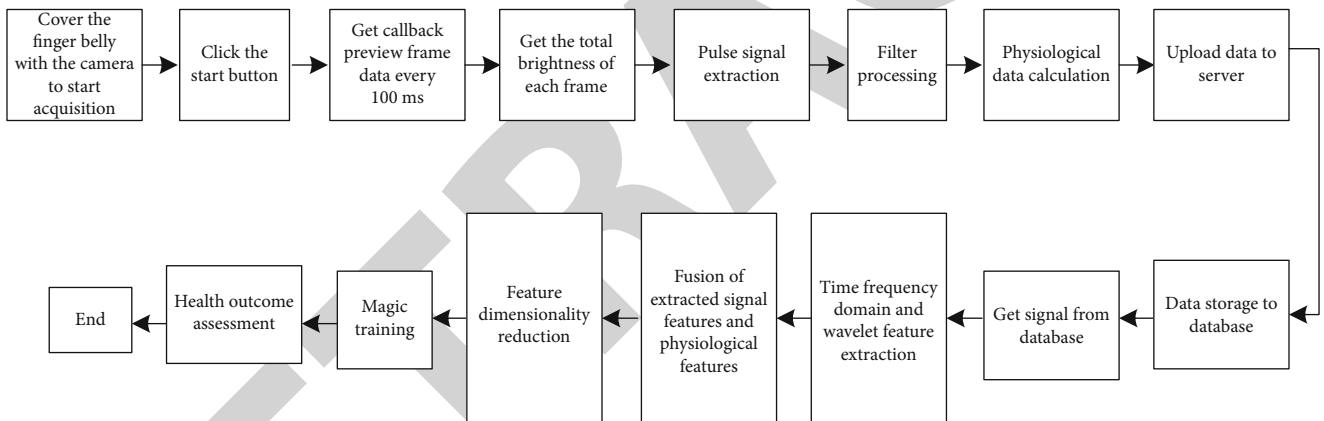 Cover the
finger belly
with the camera
to start
acquisition
Click the
start button
Get callback
preview frame
data every
100 ms
Get the total
brightness of
each frame
Pulse signal
extraction
Filter
processing
Physiological
data calculation
Upload data to
server
End
Health outcome
assessment
Magic
training
Feature
dimensionality
reduction
Fusion of
extracted signal
features and
physiological
features
Time frequency
domain and
wavelet feature
extraction
Get signal from
database
Data storage to
database